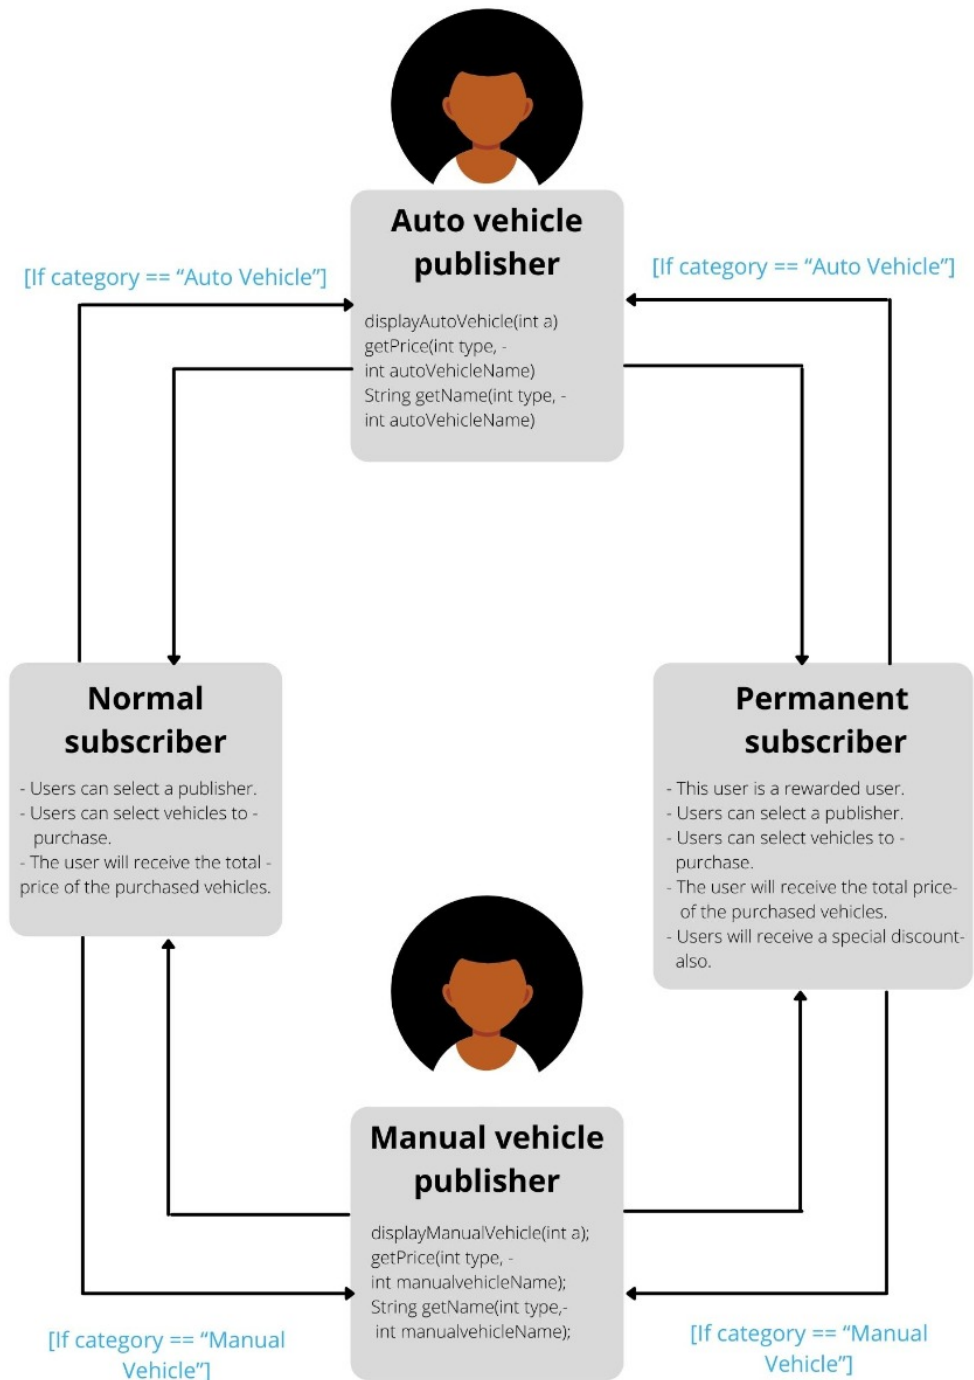 Auto vehicle
publisher
[If category == “Auto Vehicle”]
[If category == “Auto Vehicle”]
displayAutoVehicle(int a)
getPrice(int type, -
int autoVehicleName)
String getName(int type, -
int autoVehicleName)
Normal
subscriber
- Users can select a publisher.
- Users can select vehicles to -
purchase.
- The user will receive the total -
price of the purchased vehicles.
Permanent
subscriber
- This user is a rewarded user.
- Users can select a publisher.
- Users can select vehicles to -
purchase.
- The user will receive the total price-
of the purchased vehicles.
- Users will receive a special discount-
also.
Manual vehicle
publisher
displayManualVehicle(int a);
getPrice(int type, -
int manualvehicleName);
String getName(int type,-
int manualvehicleName);
[If category == “Manual
Vehicle”]
[If category == “Manual
Vehicle”]